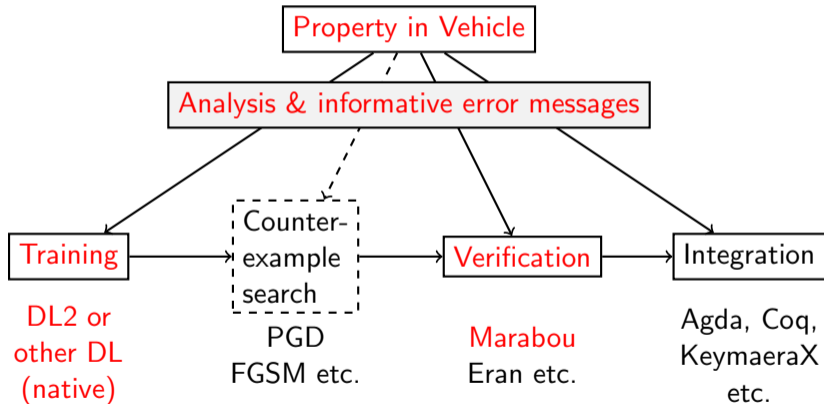 Property in Vehicle
Analysis & informative error messages
Training
Counter-
example
search
Verification
Integration
DL2 or
other DL
(native)
PGD
FGSM etc.
Marabou
Eran etc.
Agda, Coq,
KeymaeraX
etc.